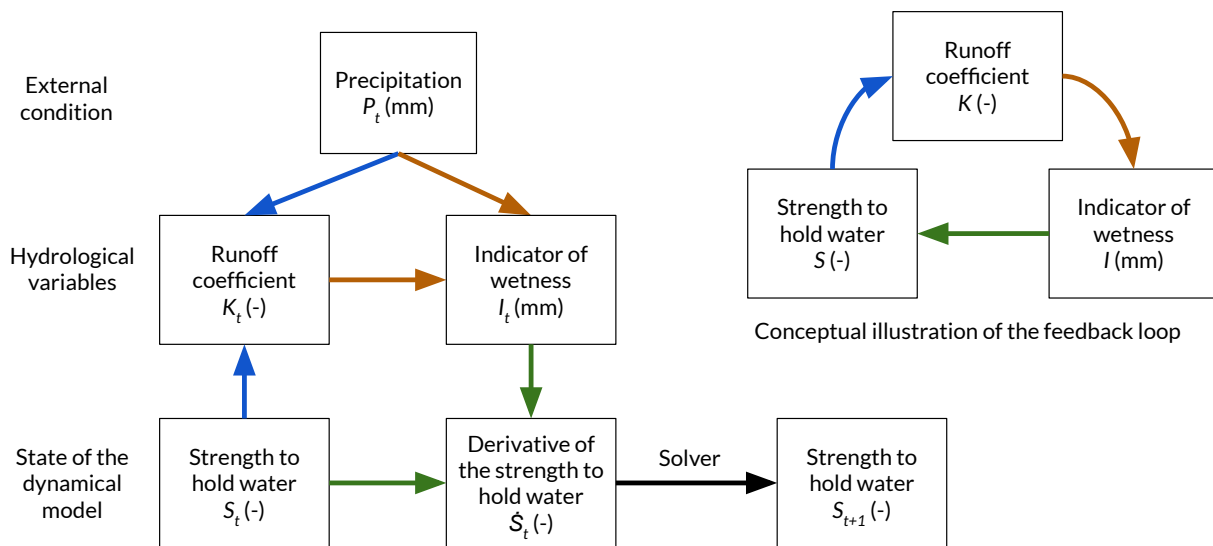 External
condition
Precipitation
P_t (mm)
Runoff
coefficient
K (-)
Strength to
hold water
S (-)
Indicator of
wetness
I (mm)
Conceptual illustration of the feedback loop
Hydrological
variables
Runoff
coefficient
K_t (-)
Indicator of
wetness
I_t (mm)
State of the
dynamical
model
Strength to
hold water
S_t (-)
Derivative of
the strength to
hold water
Ṡ_t (-)
Solver
Strength to
hold water
S_{t+1} (-)